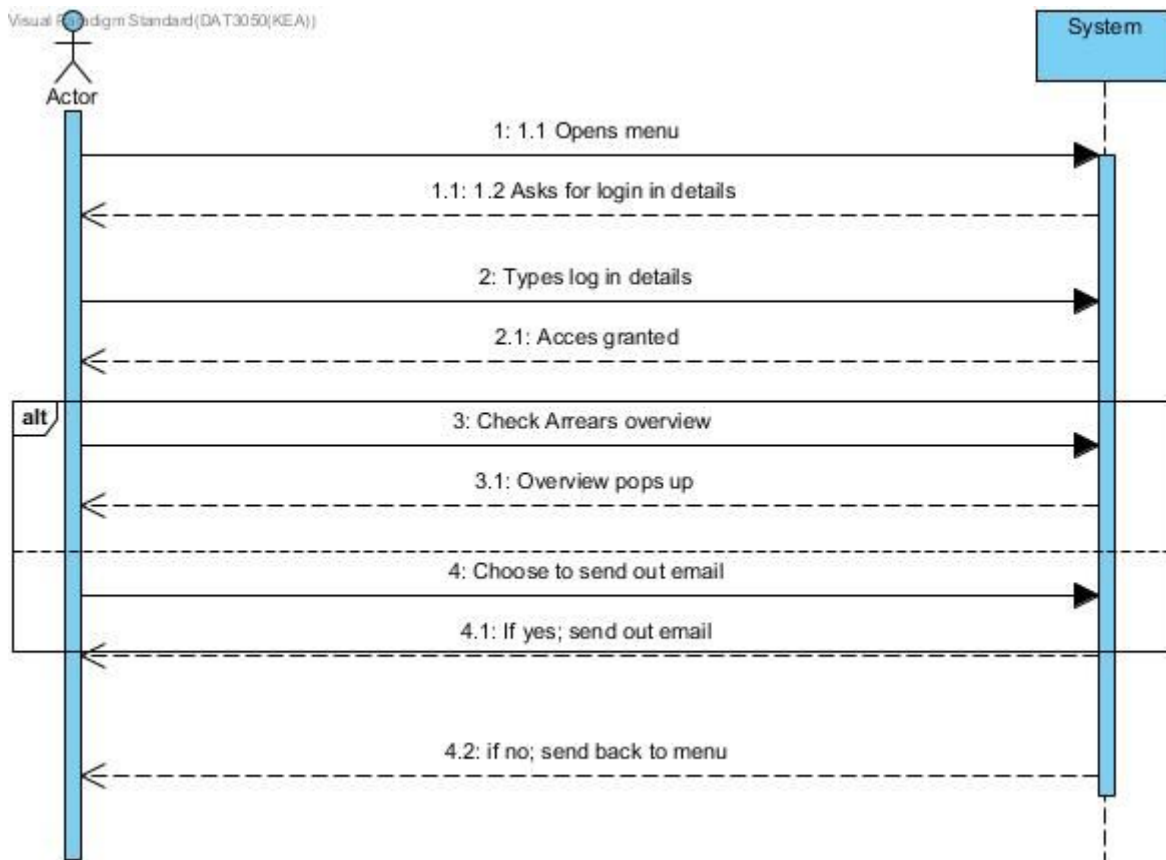 Visual Paradigm Standard(DAT3050(KEA))
System
Actor
1: 1.1 Opens menu
1.1: 1.2 Asks for login in details
2: Types log in details
2.1: Acces granted
alt
3: Check Arrears overview
3.1: Overview pops up
4: Choose to send out email
4.1: If yes; send out email
4.2: if no; send back to menu